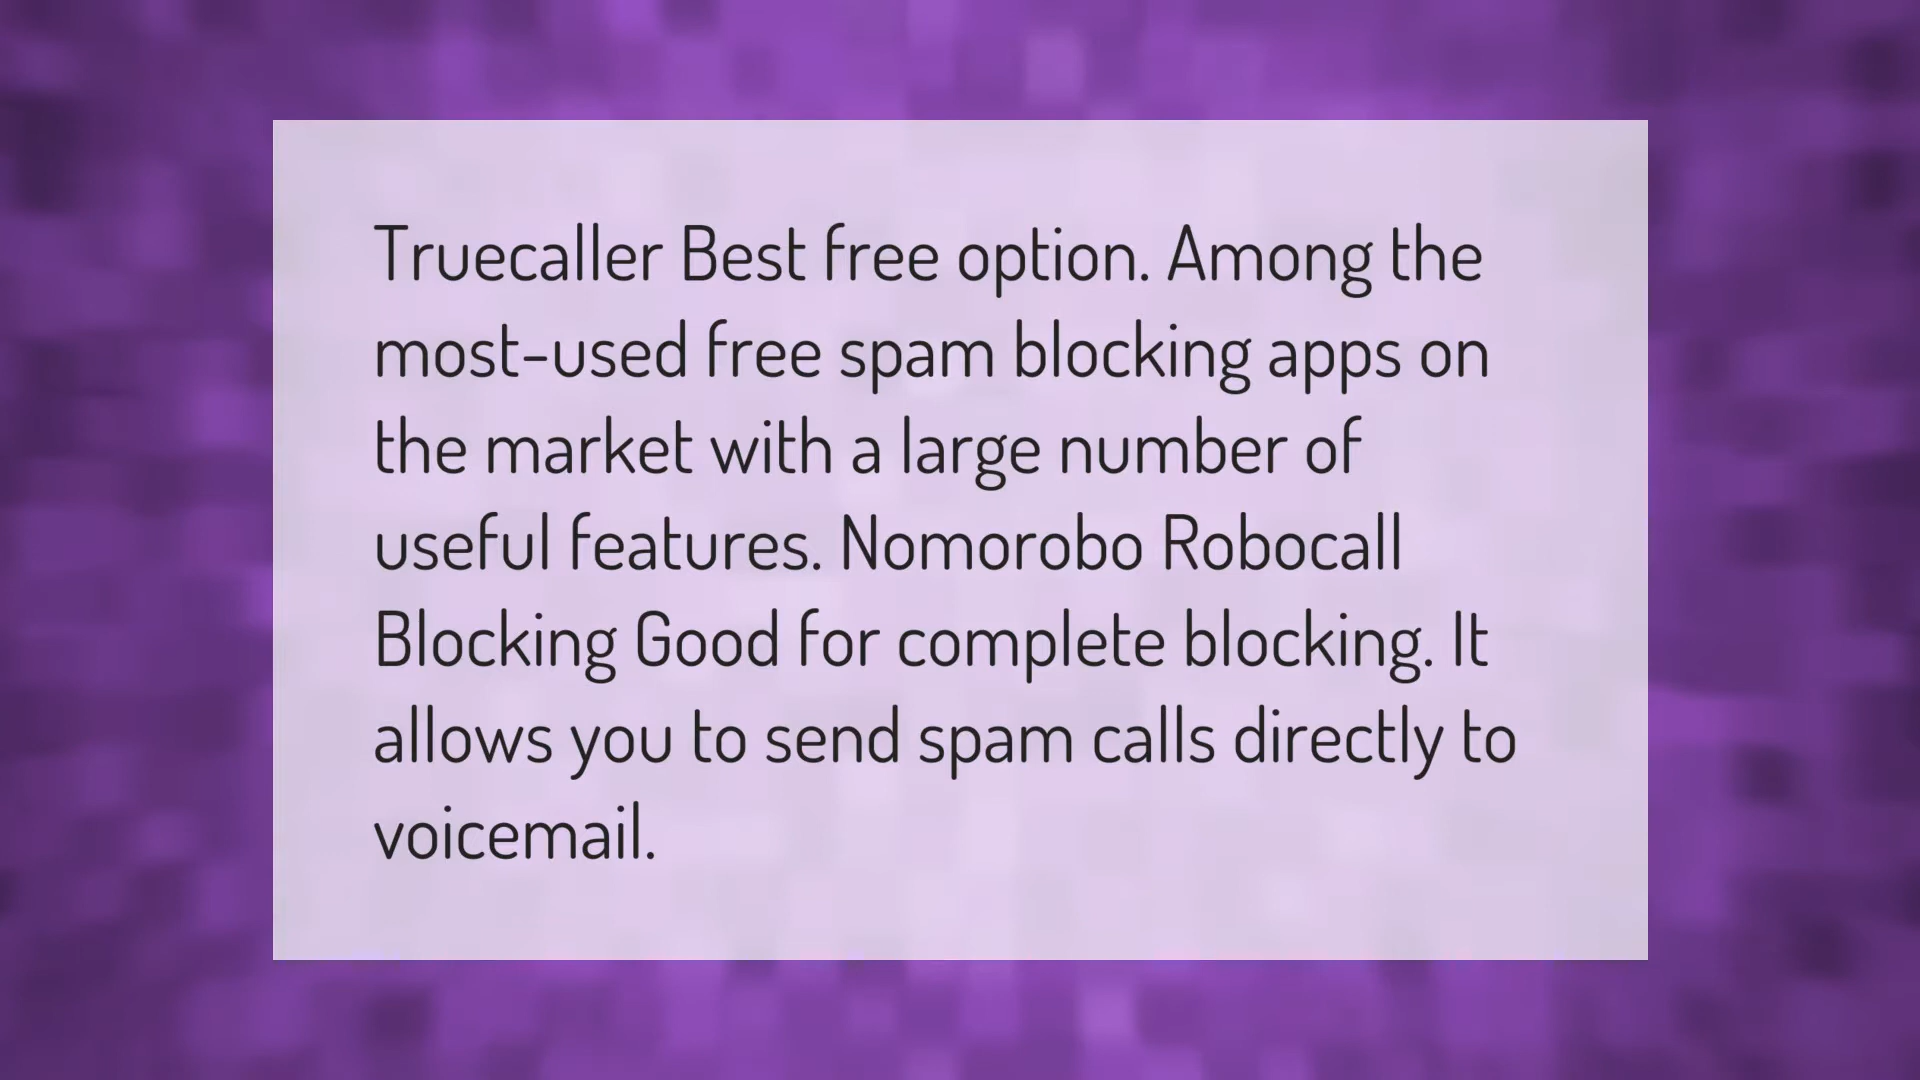 Truecaller Best free option. Among the
most-used free spam blocking apps on
the market with a large number of
useful features. Nomorobo Robocall
Blocking Good for complete blocking. It
allows you to send spam calls directly to
voicemail.